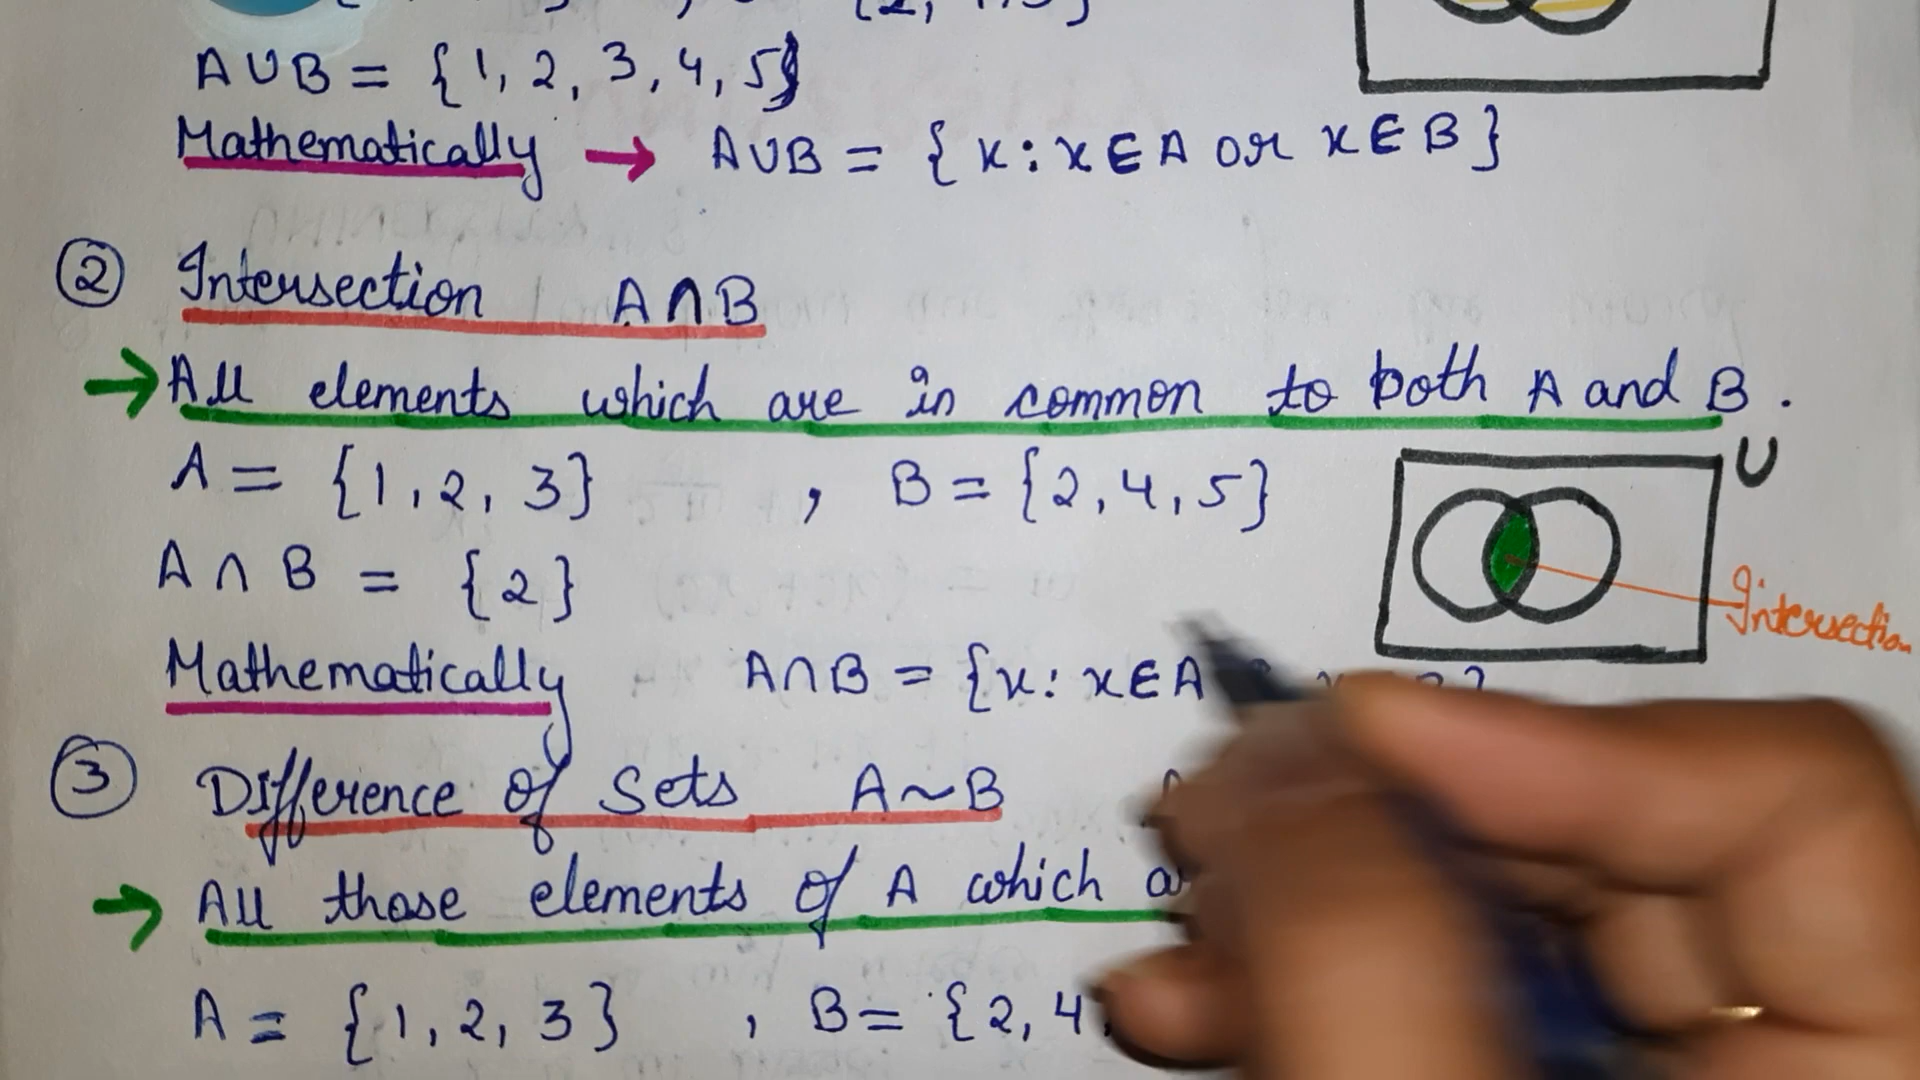 A∪B = {1, 2, 3, 4, 5}
Mathematically → A∪B = {x : x ∈ A or x ∈ B}
② Intersection A∩B
→ All elements which are in common to both A and B.
A = {1, 2, 3} , B = {2, 4, 5}
U
A ∩ B = {2}
Intersection
Mathematically A∩B = {x : x ∈ A
③ Difference of Sets A~B
→ All those elements of A which
A = {1, 2, 3} , B = {2, 4